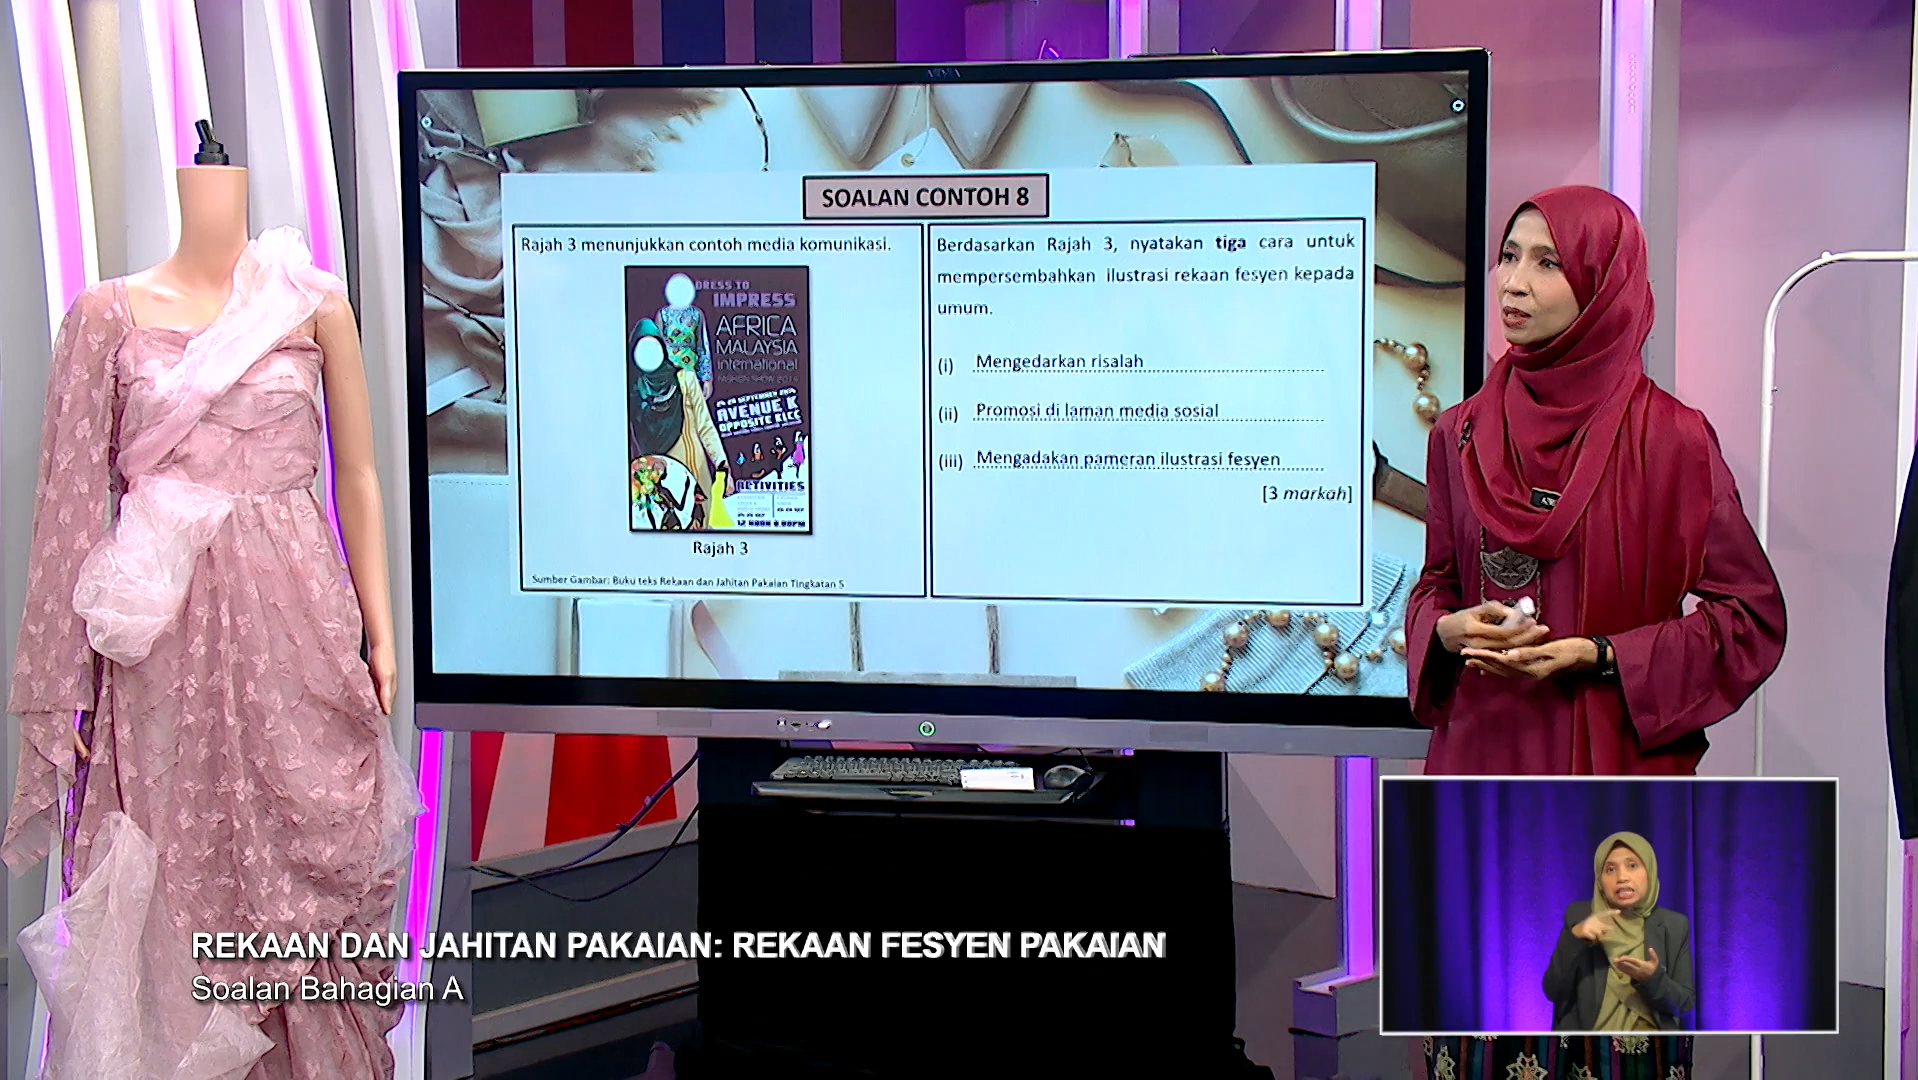 SOALAN CONTOH 8
Rajah 3 menunjukkan contoh media komunikasi.
DRESS TO
IMPRESS
AFRICA
MALAYSIA
international
FASHION SHOW
AVENUE K
OPPOSITE KLCC
ACTIVITIES
Rajah 3
Sumber Gambar: Buku teks Rekaan dan Jahitan Pakaian Tingkatan 5
Berdasarkan Rajah 3, nyatakan tiga cara untuk
mempersembahkan ilustrasi rekaan fesyen kepada
umum.
(i) Mengedarkan risalah
(ii) Promosi di laman media sosial
(iii) Mengadakan pameran ilustrasi fesyen
[3 markah]
REKAAN DAN JAHITAN PAKAIAN: REKAAN FESYEN PAKAIAN
Soalan Bahagian A